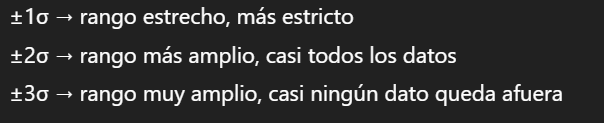 ±1σ → rango estrecho, más estricto
±2σ → rango más amplio, casi todos los datos
±3σ → rango muy amplio, casi ningún dato queda afuera